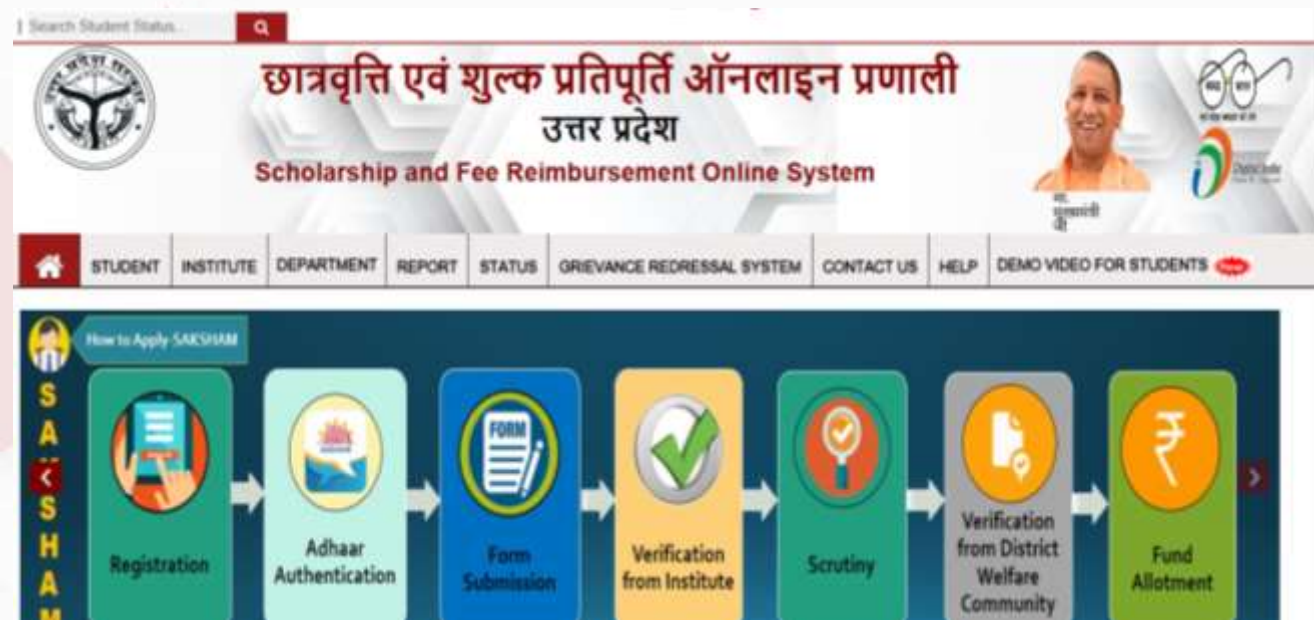 Search Student Status...
छात्रवृत्ति एवं शुल्क प्रतिपूर्ति ऑनलाइन प्रणाली
उत्तर प्रदेश
Scholarship and Fee Reimbursement Online System
मा.
मुख्यमंत्री
जी
STUDENT INSTITUTE DEPARTMENT REPORT STATUS GRIEVANCE REDRESSAL SYSTEM CONTACT US HELP DEMO VIDEO FOR STUDENTS New
How to Apply-SAKSHAM
S
A
S
H
A
M
Registration
Adhaar
Authentication
FORM
Form
Submission
Verification
from Institute
Scrutiny
Verification
from District
Welfare
Community
Fund
Allotment